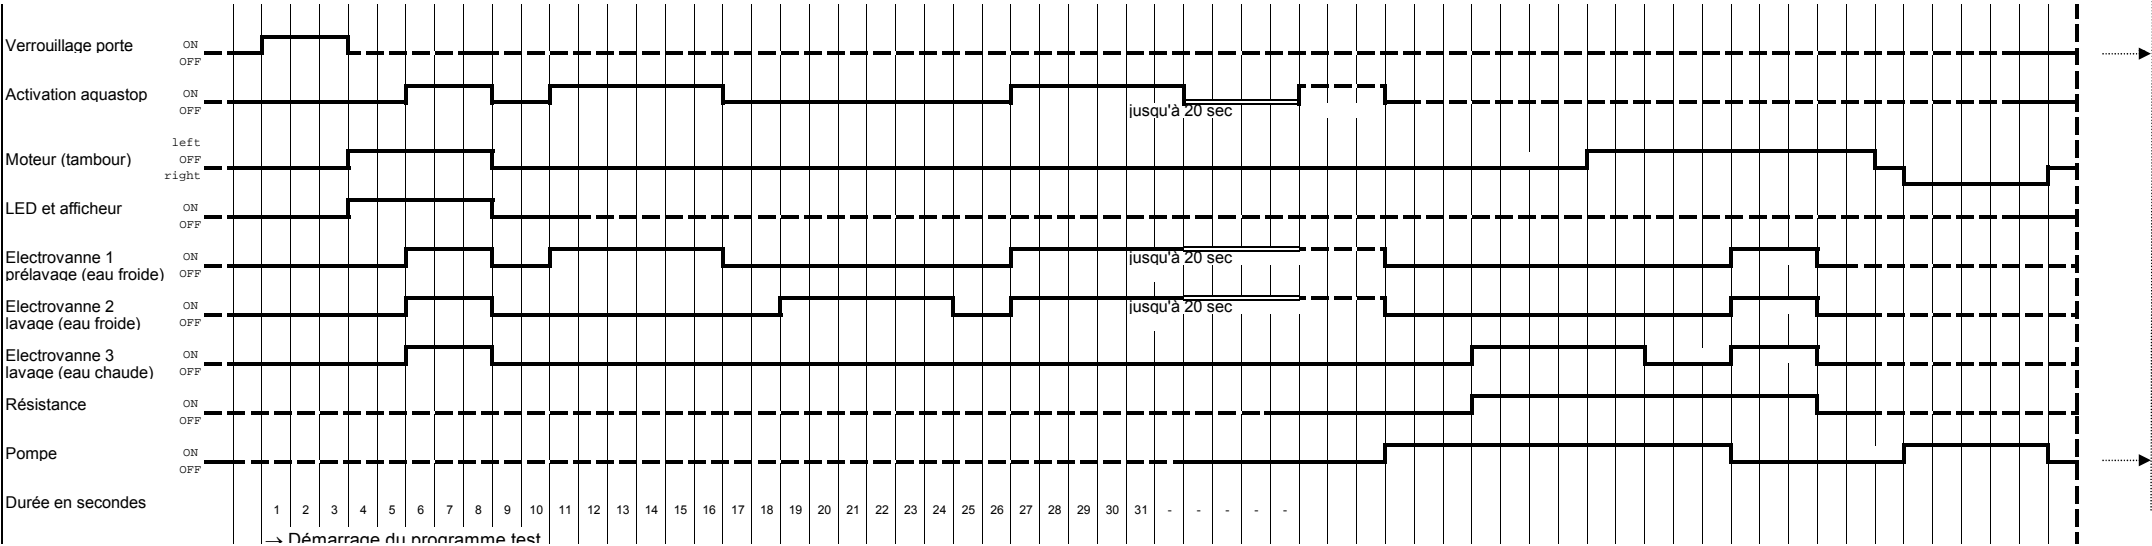 Verrouillage porte ON
OFF
Activation aquastop ON
OFF
jusqu'à 20 sec
left
Moteur (tambour) OFF
right
LED et afficheur ON
OFF
Electrovanne 1 ON
prélavage (eau froide) OFF
jusqu'à 20 sec
Electrovanne 2 ON
lavage (eau froide) OFF
jusqu'à 20 sec
Electrovanne 3 ON
lavage (eau chaude) OFF
Résistance ON
OFF
Pompe ON
OFF
Durée en secondes 1 2 3 4 5 6 7 8 9 10 11 12 13 14 15 16 17 18 19 20 21 22 23 24 25 26 27 28 29 30 31 - - - - -
→ Démarrage du programme test